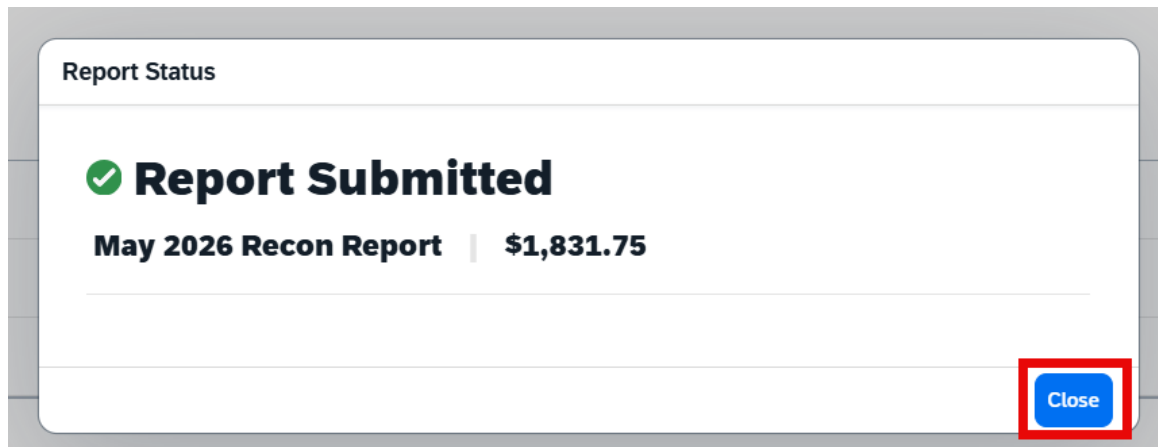 Report Status
Report Submitted
May 2026 Recon Report | $1,831.75
Close